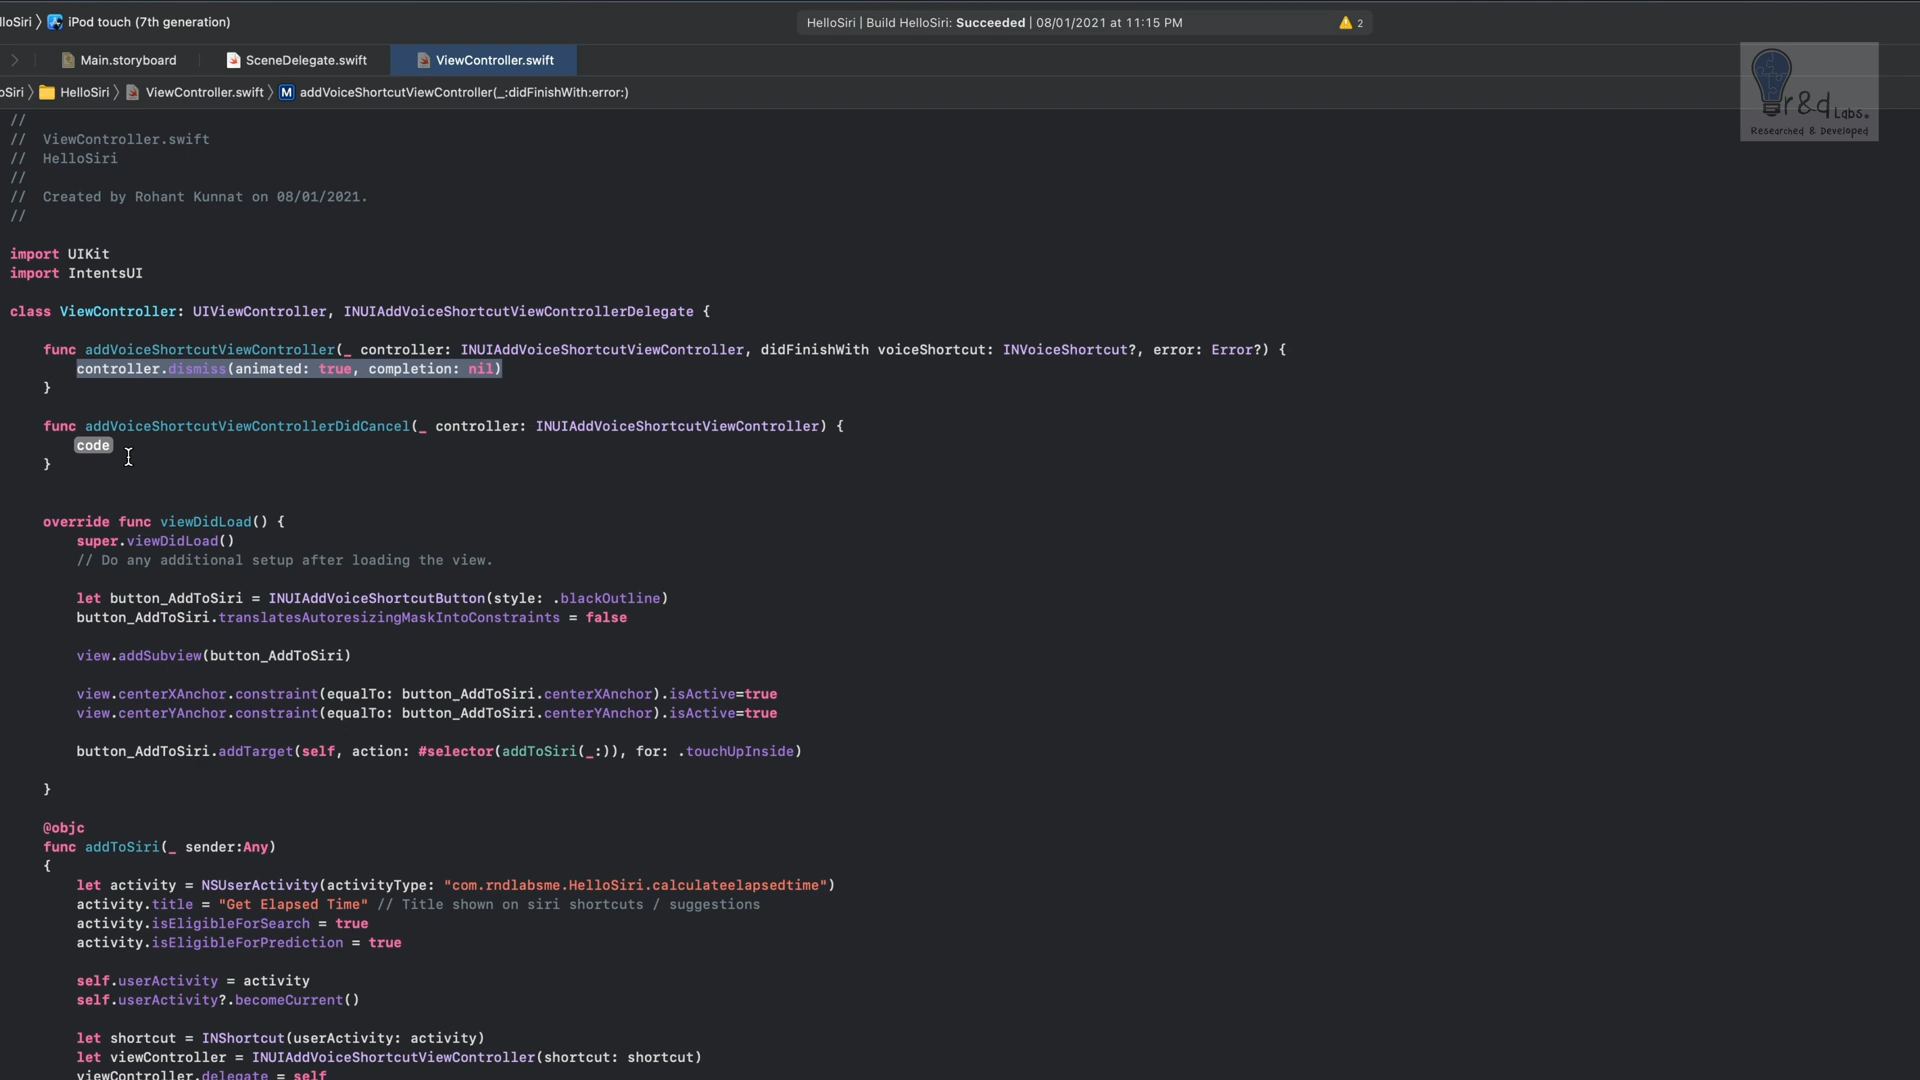 lloSiri 〉 iPod touch (7th generation)
HelloSiri | Build HelloSiri: Succeeded | 08/01/2021 at 11:15 PM
2
Main.storyboard
SceneDelegate.swift
ViewController.swift
oSiri 〉 HelloSiri 〉 ViewController.swift 〉 M addVoiceShortcutViewController(_:didFinishWith:error:)
r&d Labs.
Researched & Developed
//
//  ViewController.swift
//  HelloSiri
//
//  Created by Rohant Kunnat on 08/01/2021.
//
import UIKit
import IntentsUI
class ViewController: UIViewController, INUIAddVoiceShortcutViewControllerDelegate {
func addVoiceShortcutViewController(_ controller: INUIAddVoiceShortcutViewController, didFinishWith voiceShortcut: INVoiceShortcut?, error: Error?) {
controller.dismiss(animated: true, completion: nil)
}
func addVoiceShortcutViewControllerDidCancel(_ controller: INUIAddVoiceShortcutViewController) {
code
}
override func viewDidLoad() {
super.viewDidLoad()
// Do any additional setup after loading the view.
let button_AddToSiri = INUIAddVoiceShortcutButton(style: .blackOutline)
button_AddToSiri.translatesAutoresizingMaskIntoConstraints = false
view.addSubview(button_AddToSiri)
view.centerXAnchor.constraint(equalTo: button_AddToSiri.centerXAnchor).isActive=true
view.centerYAnchor.constraint(equalTo: button_AddToSiri.centerYAnchor).isActive=true
button_AddToSiri.addTarget(self, action: #selector(addToSiri(_:)), for: .touchUpInside)
}
@objc
func addToSiri(_ sender:Any)
{
let activity = NSUserActivity(activityType: "com.rndlabsme.HelloSiri.calculateelapsedtime")
activity.title = "Get Elapsed Time" // Title shown on siri shortcuts / suggestions
activity.isEligibleForSearch = true
activity.isEligibleForPrediction = true
self.userActivity = activity
self.userActivity?.becomeCurrent()
let shortcut = INShortcut(userActivity: activity)
let viewController = INUIAddVoiceShortcutViewController(shortcut: shortcut)
viewController.delegate = self